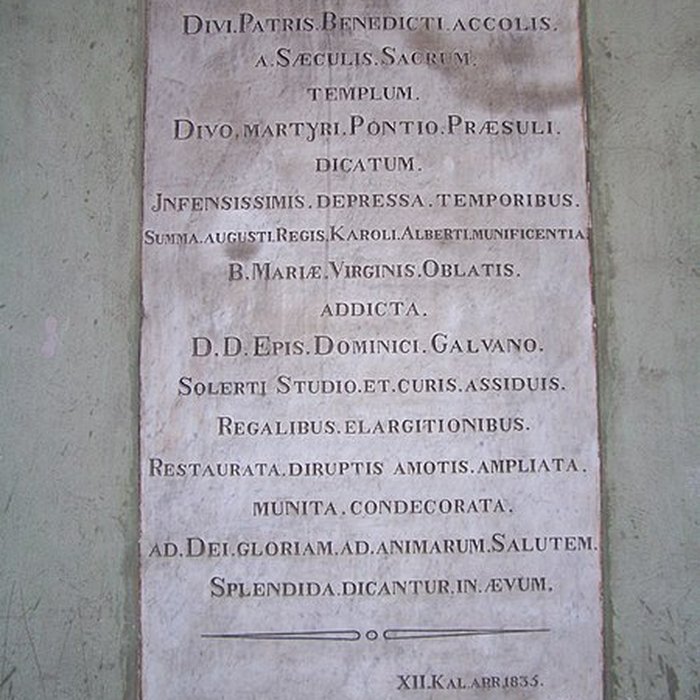 DIVI.PATRIS.BENEDICTI.ACCOLIS.
A.SÆCULIS.SACRUM.
TEMPLUM.
DIVO.MARTYRI.PONTIO.PRÆSULI.
DICATUM.
JNFENSISSIMIS.DEPRESSA.TEMPORIBUS.
SUMMA.AUGUSTI.REGIS.KAROLI.ALBERTI.MUNIFICENTIA.
B.MARIÆ.VIRGINIS.OBLATIS.
ADDICTA.
D.D.EPIS.DOMINICI.GALVANO.
SOLERTI STUDIO.ET.CURIS.ASSIDUIS.
REGALIBUS.ELARGITIONIBUS.
RESTAURATA.DIRUPTIS AMOTIS.AMPLIATA.
MUNITA.CONDECORATA.
AD.DEI.GLORIAM.AD.ANIMARUM.SALUTEM.
SPLENDIDA.DICANTUR.IN.ÆVUM.
XII.KAL.APR.1835.